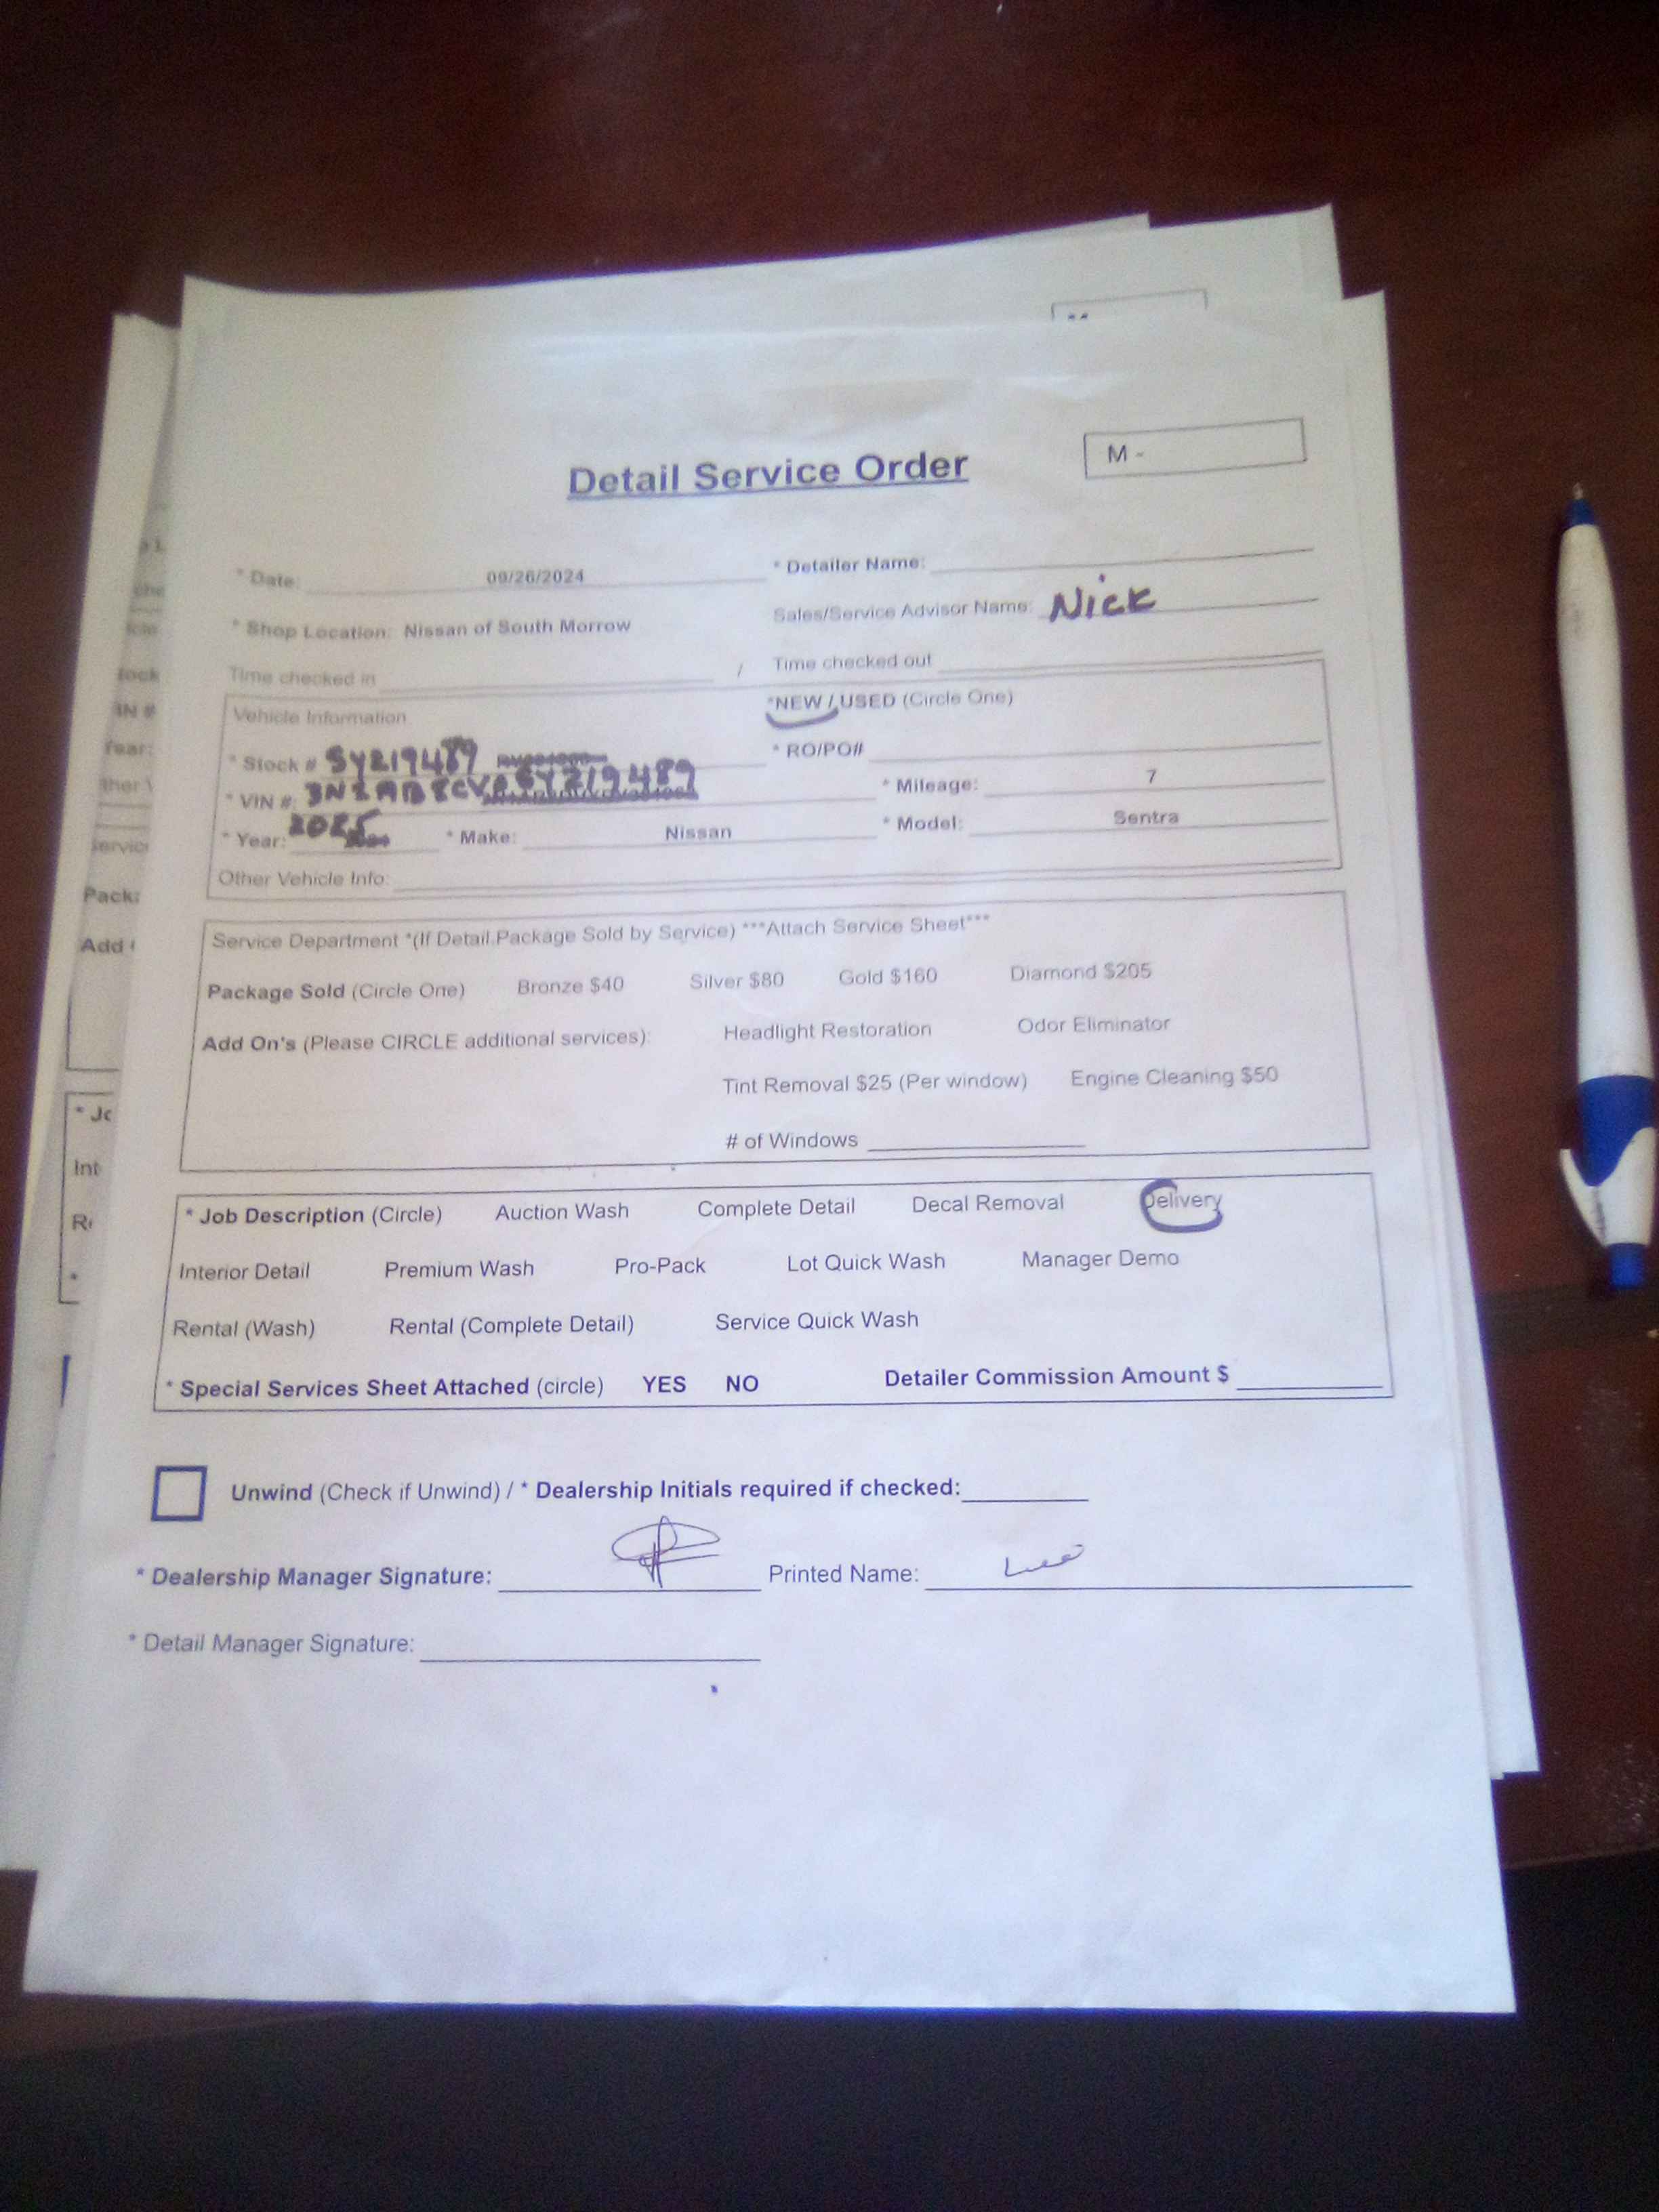 M -
Detail Service Order
* Date: 09/26/2024 * Detailer Name:
* Shop Location: Nissan of South Morrow Sales/Service Advisor Name: Nick
Time checked in / Time checked out
Vehicle Information *NEW / USED (Circle One)
* Stock # SY219489 * RO/PO#
* VIN #: 3N1AB8CV SY219489 * Mileage: 7
* Year: 2025 * Make: Nissan * Model: Sentra
Other Vehicle Info:
Service Department *(If Detail Package Sold by Service) ***Attach Service Sheet***
Package Sold (Circle One) Bronze $40 Silver $80 Gold $160 Diamond $205
Add On's (Please CIRCLE additional services): Headlight Restoration Odor Eliminator
Tint Removal $25 (Per window) Engine Cleaning $50
# of Windows
* Job Description (Circle) Auction Wash Complete Detail Decal Removal Delivery
Interior Detail Premium Wash Pro-Pack Lot Quick Wash Manager Demo
Rental (Wash) Rental (Complete Detail) Service Quick Wash
* Special Services Sheet Attached (circle) YES NO Detailer Commission Amount $
Unwind (Check if Unwind) / * Dealership Initials required if checked:
* Dealership Manager Signature: Printed Name: Lee
* Detail Manager Signature: